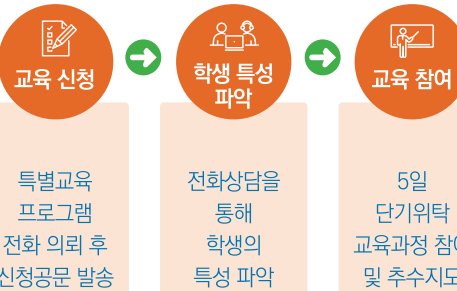 교육 신청
학생 특성
파악
교육 참여
특별교육
프로그램
전화 의뢰 후
신청공문 발송
전화상담을
통해
학생의
특성 파악
5일
단기위탁
교육과정 참여
및 추수지도